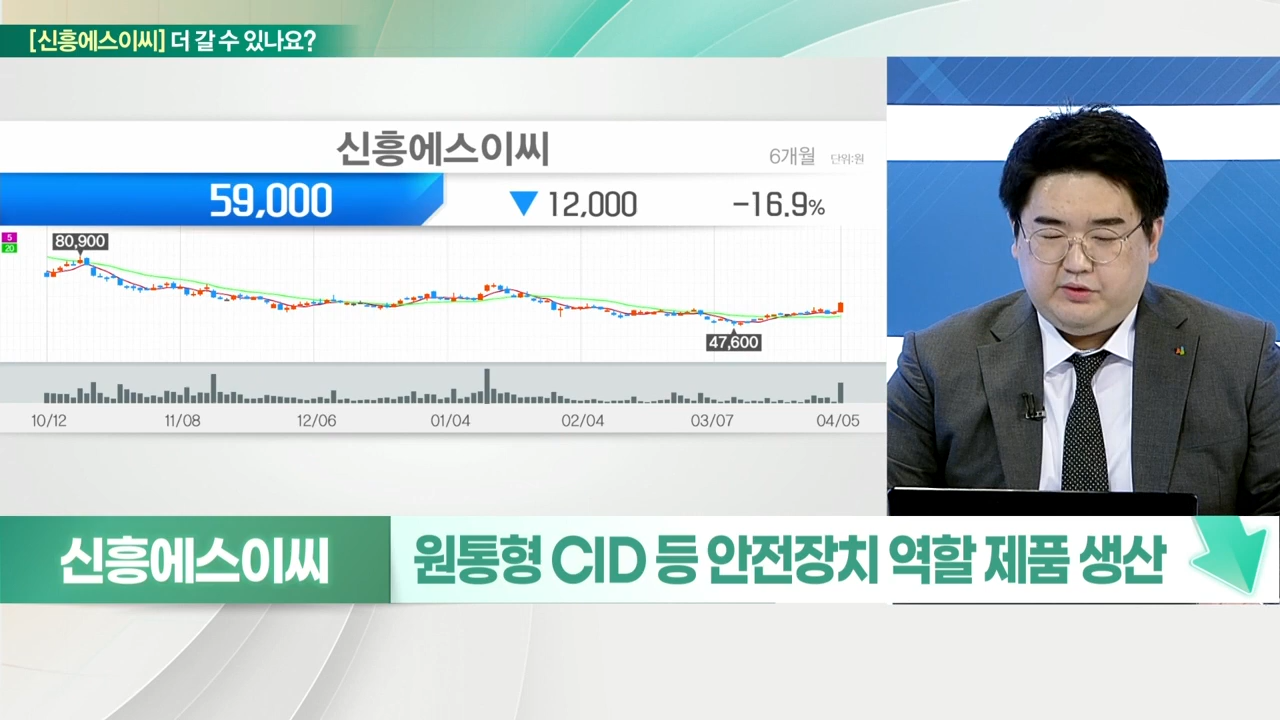 [신흥에스이씨] 더 갈 수 있나요?
신흥에스이씨
6개월 단위:원
59,000 ▼ 12,000 -16.9%
5
20
80,900
47,600
10/12 11/08 12/06 01/04 02/04 03/07 04/05
신흥에스이씨
원통형 CID 등 안전장치 역할 제품 생산